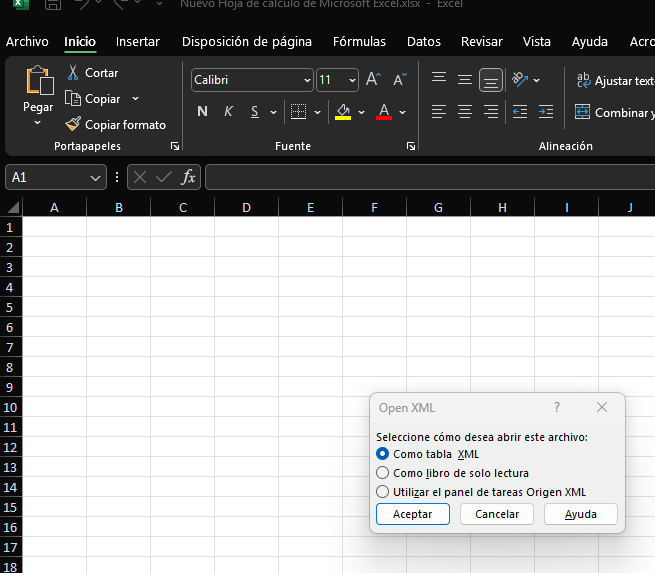 Nuevo Hoja de cálculo de Microsoft Excel.xlsx - Excel
Archivo Inicio Insertar Disposición de página Fórmulas Datos Revisar Vista Ayuda Acro
Pegar
Cortar
Copiar
Copiar formato
Portapapeles
Calibri 11 A A
N K S A
Fuente
ab Ajustar texto
Combinar y
Alineación
A1 fx
A B C D E F G H I J
1
2
3
4
5
6
7
8
9
10
11
12
13
14
15
16
17
18
Open XML ?
Seleccione cómo desea abrir este archivo:
Como tabla XML
Como libro de solo lectura
Utilizar el panel de tareas Origen XML
Aceptar Cancelar Ayuda